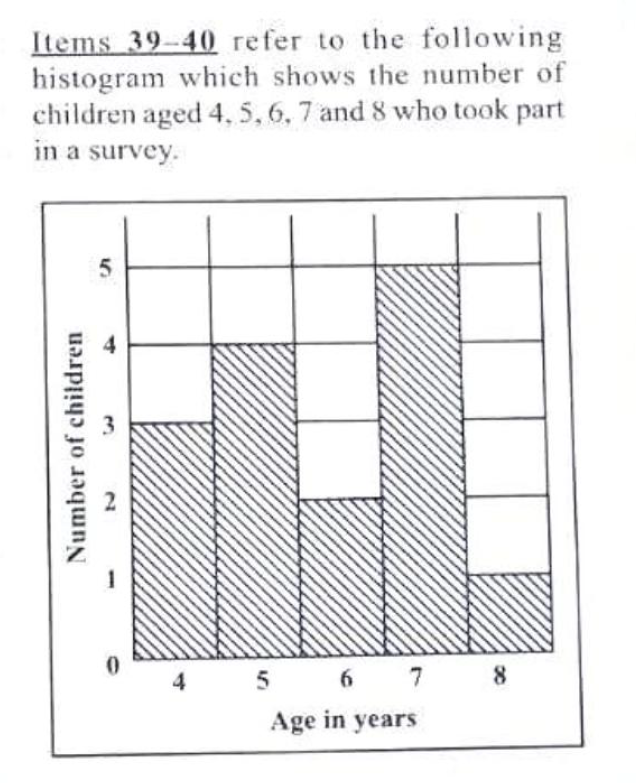 Items 39–40 refer to the following
histogram which shows the number of
children aged 4, 5, 6, 7 and 8 who took part
in a survey.
Number of children
5
4
3
2
1
0
4 5 6 7 8
Age in years